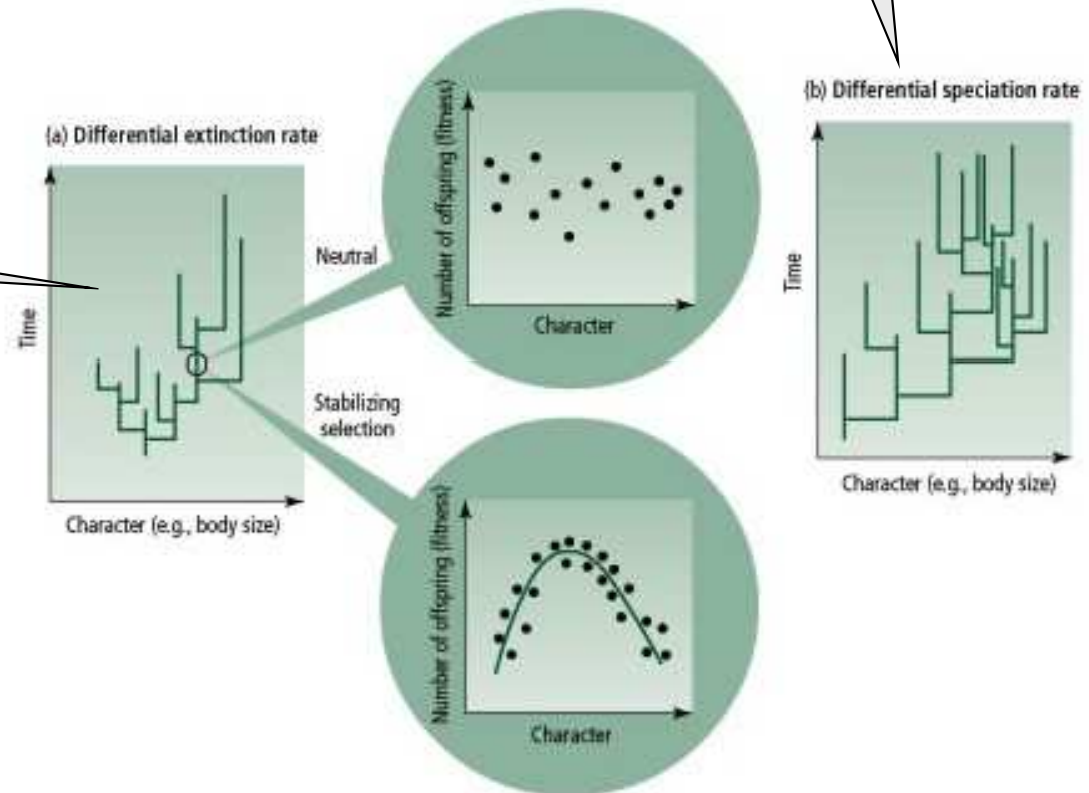 (a) Differential extinction rate
Time
Character (e.g., body size)
Neutral
Stabilizing
selection
Number of offspring (fitness)
Character
Number of offspring (fitness)
Character
(b) Differential speciation rate
Time
Character (e.g., body size)